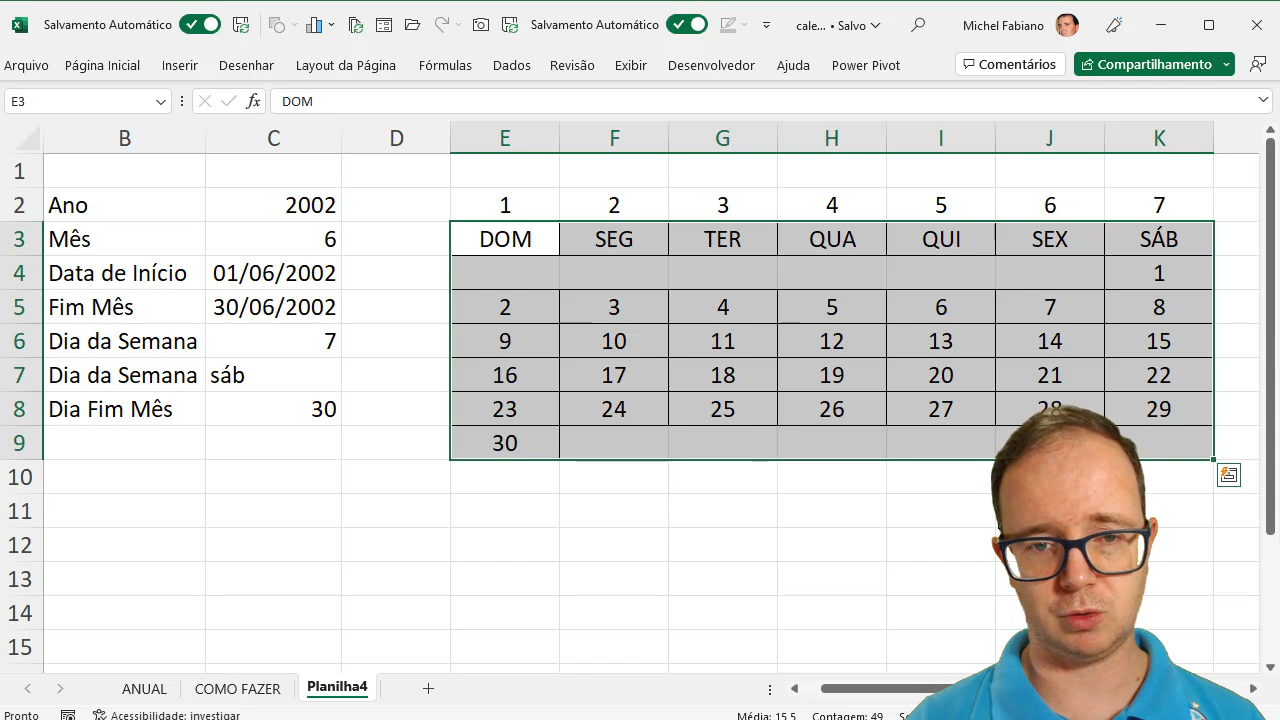 Salvamento Automático Salvamento Automático cale... • Salvo Michel Fabiano
Arquivo Página Inicial Inserir Desenhar Layout da Página Fórmulas Dados Revisão Exibir Desenvolvedor Ajuda Power Pivot Comentários Compartilhamento
E3 fx DOM
B C D E F G H I J K
1
2 Ano 2002 1 2 3 4 5 6 7
3 Mês 6 DOM SEG TER QUA QUI SEX SÁB
4 Data de Início 01/06/2002 1
5 Fim Mês 30/06/2002 2 3 4 5 6 7 8
6 Dia da Semana 7 9 10 11 12 13 14 15
7 Dia da Semana sáb 16 17 18 19 20 21 22
8 Dia Fim Mês 30 23 24 25 26 27 28 29
9 30
10
11
12
13
14
15
ANUAL COMO FAZER Planilha4
Pronto Acessibilidade: investigar Média: 15,5 Contagem: 49